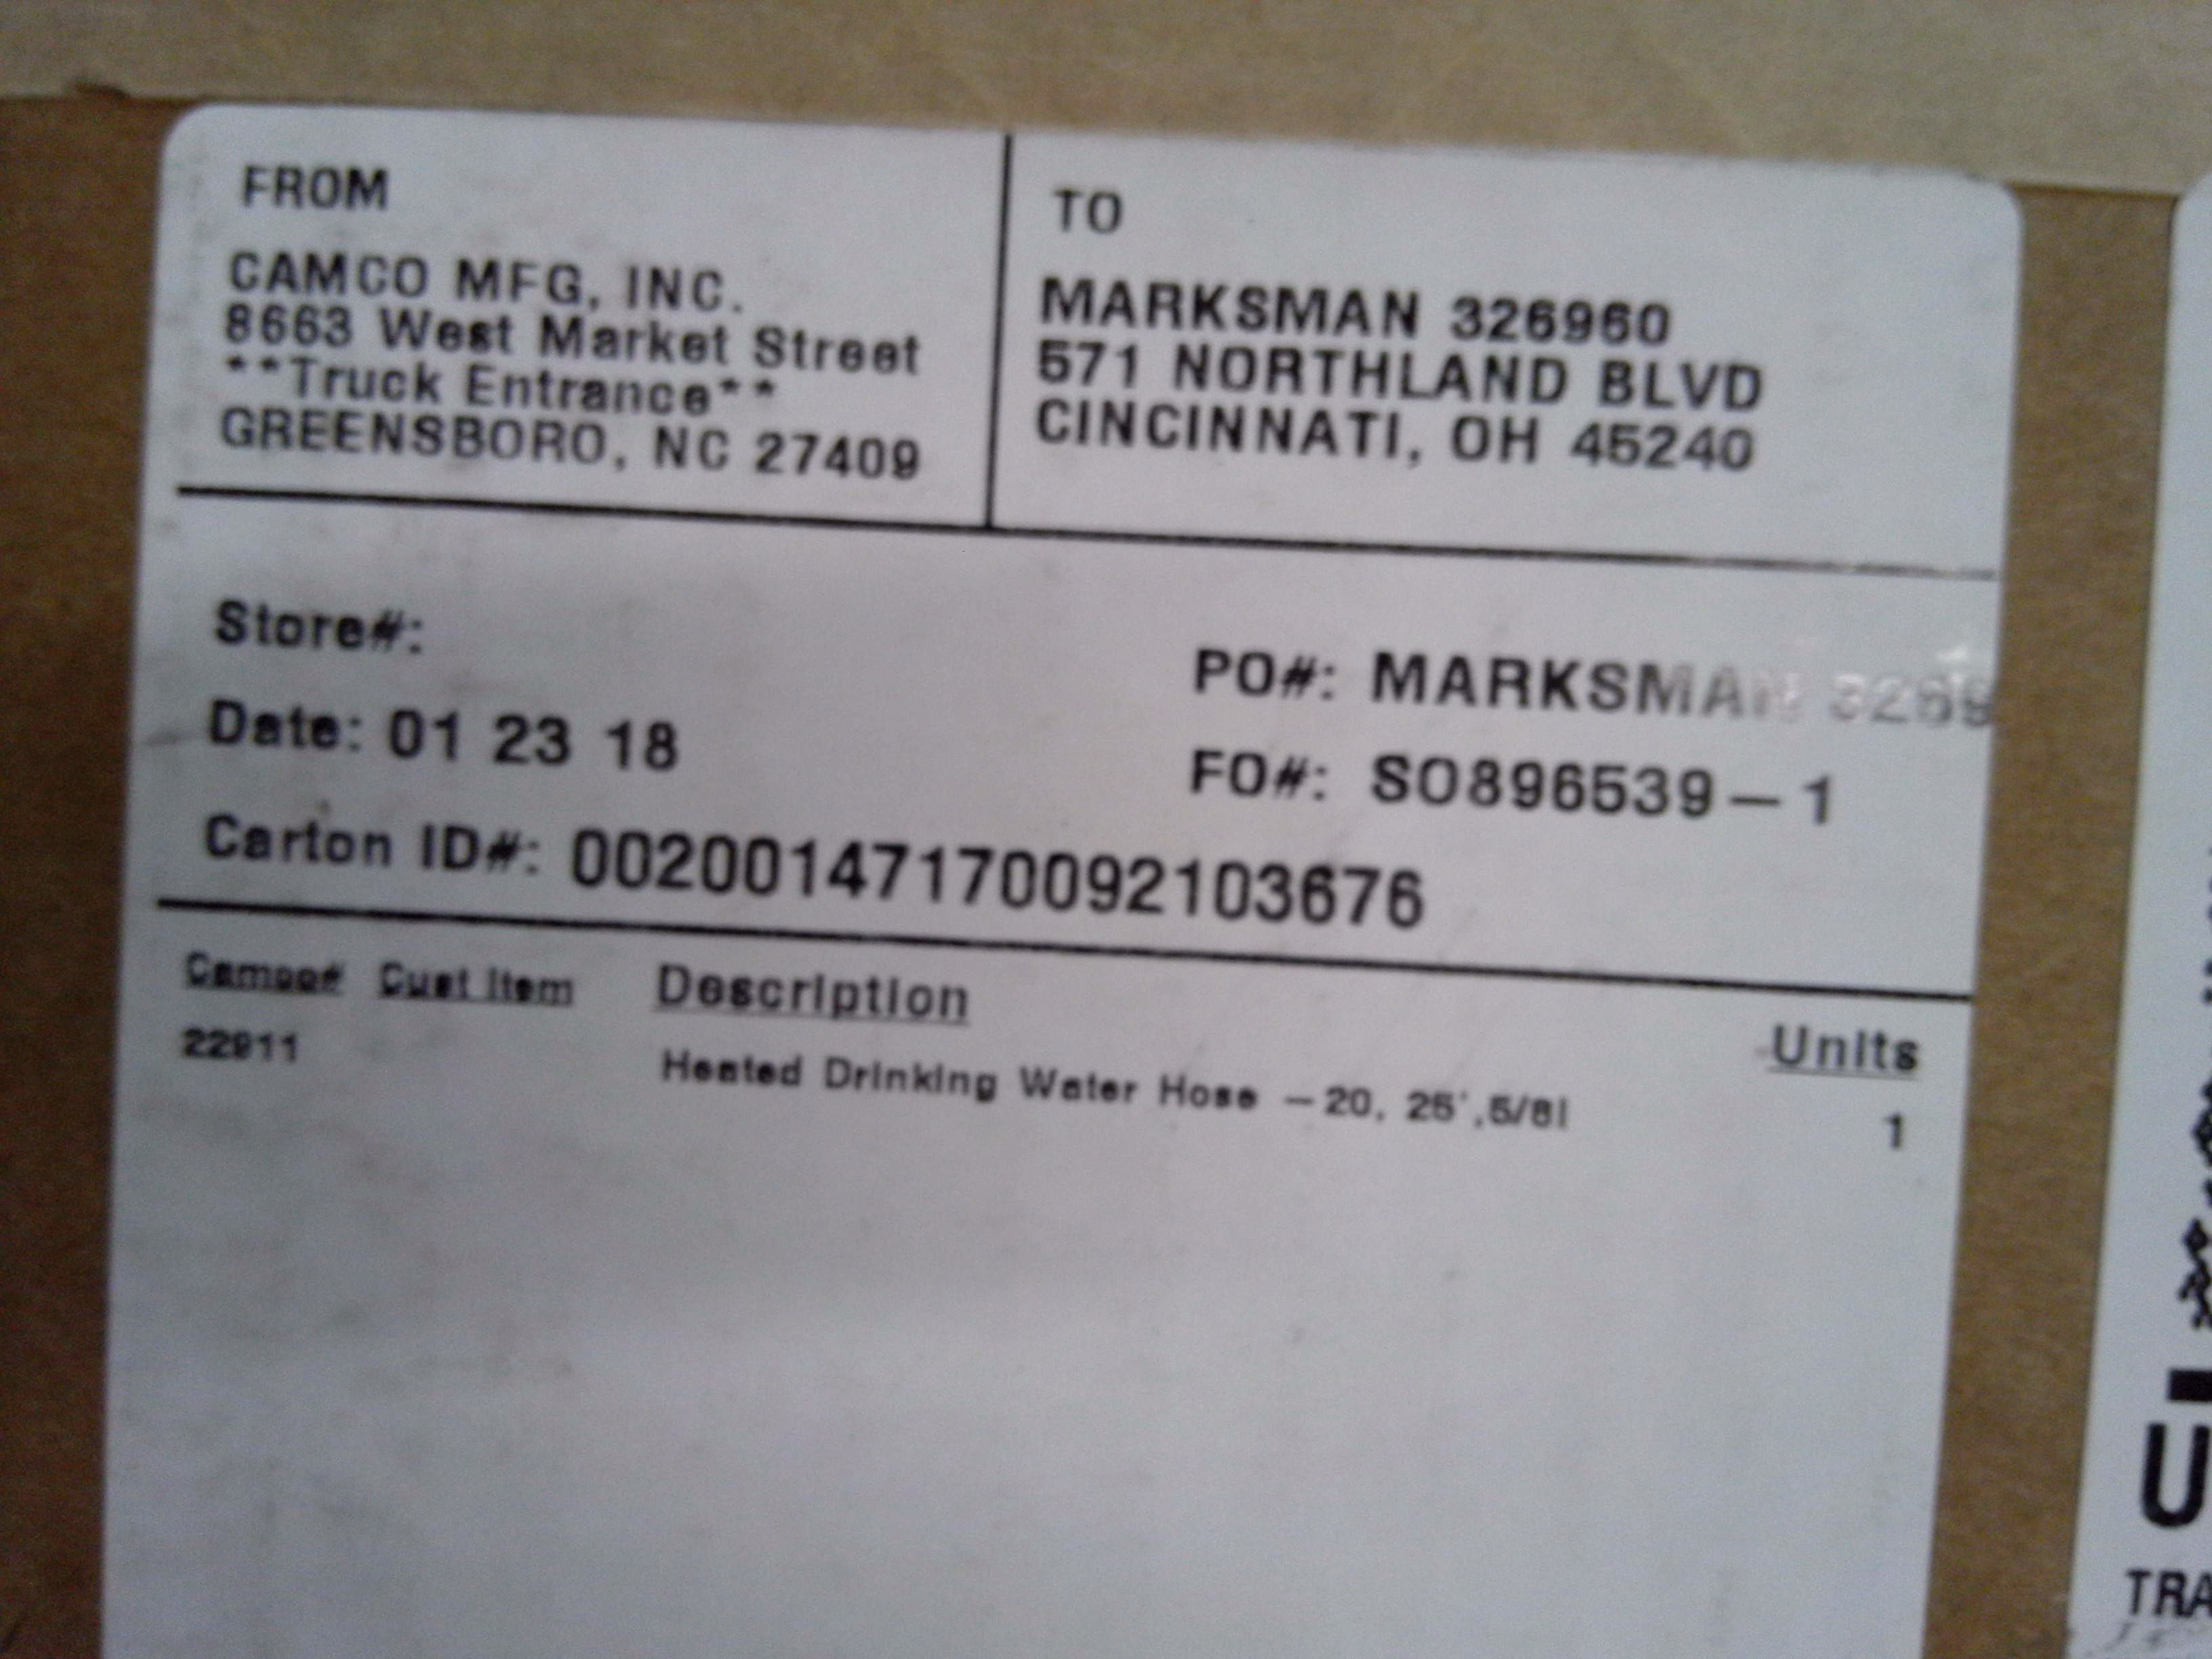 FROM
CAMCO MFG, INC.
8663 West Market Street
**Truck Entrance**
GREENSBORO, NC 27409
TO
MARKSMAN 326960
571 NORTHLAND BLVD
CINCINNATI, OH 45240
Store#:
Date: 01 23 18
Carton ID#: 00200147170092103676
PO#: MARKSMAN 3269
FO#: SO896539-1
Camco# Cust Item Description Units
22911 Heated Drinking Water Hose -20, 25',5/8I 1
U
TRA